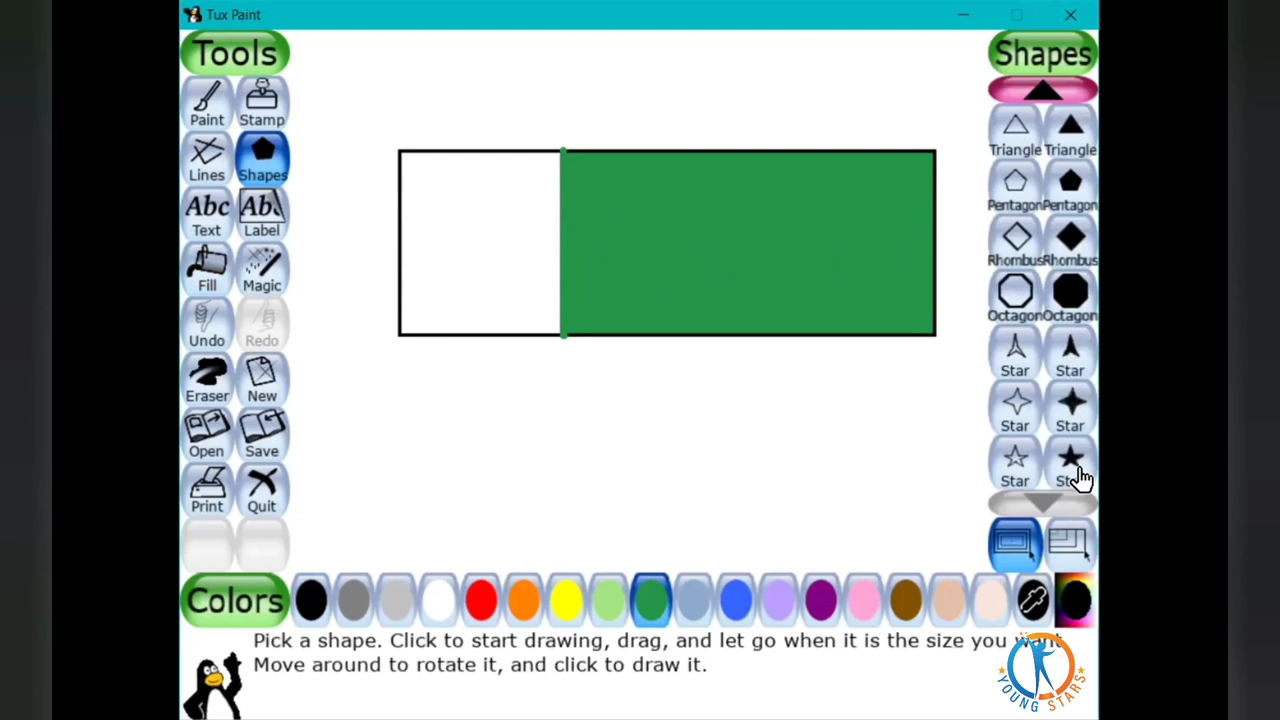 Tux Paint
Tools
Shapes
Paint
Stamp
Triangle
Triangle
Lines
Shapes
Pentagon
Pentagon
Abc
Abc
Text
Label
Rhombus
Rhombus
Fill
Magic
Octagon
Octagon
Undo
Redo
Star
Star
Eraser
New
Star
Star
Open
Save
Star
Print
Quit
Colors
Pick a shape. Click to start drawing, drag, and let go when it is the size you want.
Move around to rotate it, and click to draw it.
YOUNG STARS